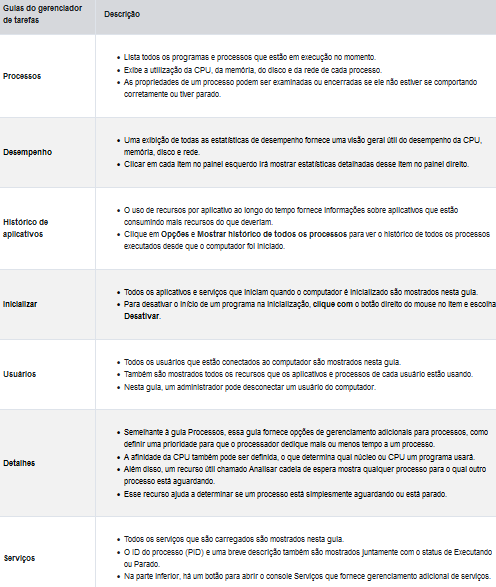 Guias do gerenciador
de tarefas
Descrição
Processos
• Lista todos os programas e processos que estão em execução no momento.
• Exibe a utilização da CPU, da memória, do disco e da rede de cada processo.
• As propriedades de um processo podem ser examinadas ou encerradas se ele não estiver se comportando
corretamente ou tiver parado.
Desempenho
• Uma exibição de todas as estatísticas de desempenho fornece uma visão geral útil do desempenho da CPU,
memória, disco e rede.
• Clicar em cada item no painel esquerdo irá mostrar estatísticas detalhadas desse item no painel direito.
Histórico de
aplicativos
• O uso de recursos por aplicativo ao longo do tempo fornece informações sobre aplicativos que estão
consumindo mais recursos do que deveriam.
• Clique em Opções e Mostrar histórico de todos os processos para ver o histórico de todos os processos
executados desde que o computador foi iniciado.
Inicializar
• Todos os aplicativos e serviços que iniciam quando o computador é inicializado são mostrados nesta guia.
• Para desativar o início de um programa na inicialização, clique com o botão direito do mouse no item e escolha
Desativar.
Usuários
• Todos os usuários que estão conectados ao computador são mostrados nesta guia.
• Também são mostrados todos os recursos que os aplicativos e processos de cada usuário estão usando.
• Nesta guia, um administrador pode desconectar um usuário do computador.
Detalhes
• Semelhante à guia Processos, essa guia fornece opções de gerenciamento adicionais para processos, como
definir uma prioridade para que o processador dedique mais ou menos tempo a um processo.
• A afinidade da CPU também pode ser definida, o que determina qual núcleo ou CPU um programa usará.
• Além disso, um recurso útil chamado Analisar cadeia de espera mostra qualquer processo para o qual outro
processo está aguardando.
• Esse recurso ajuda a determinar se um processo está simplesmente aguardando ou está parado.
Serviços
• Todos os serviços que são carregados são mostrados nesta guia.
• O ID do processo (PID) e uma breve descrição também são mostrados juntamente com o status de Executando
ou Parado.
• Na parte inferior, há um botão para abrir o console Serviços que fornece gerenciamento adicional de serviços.